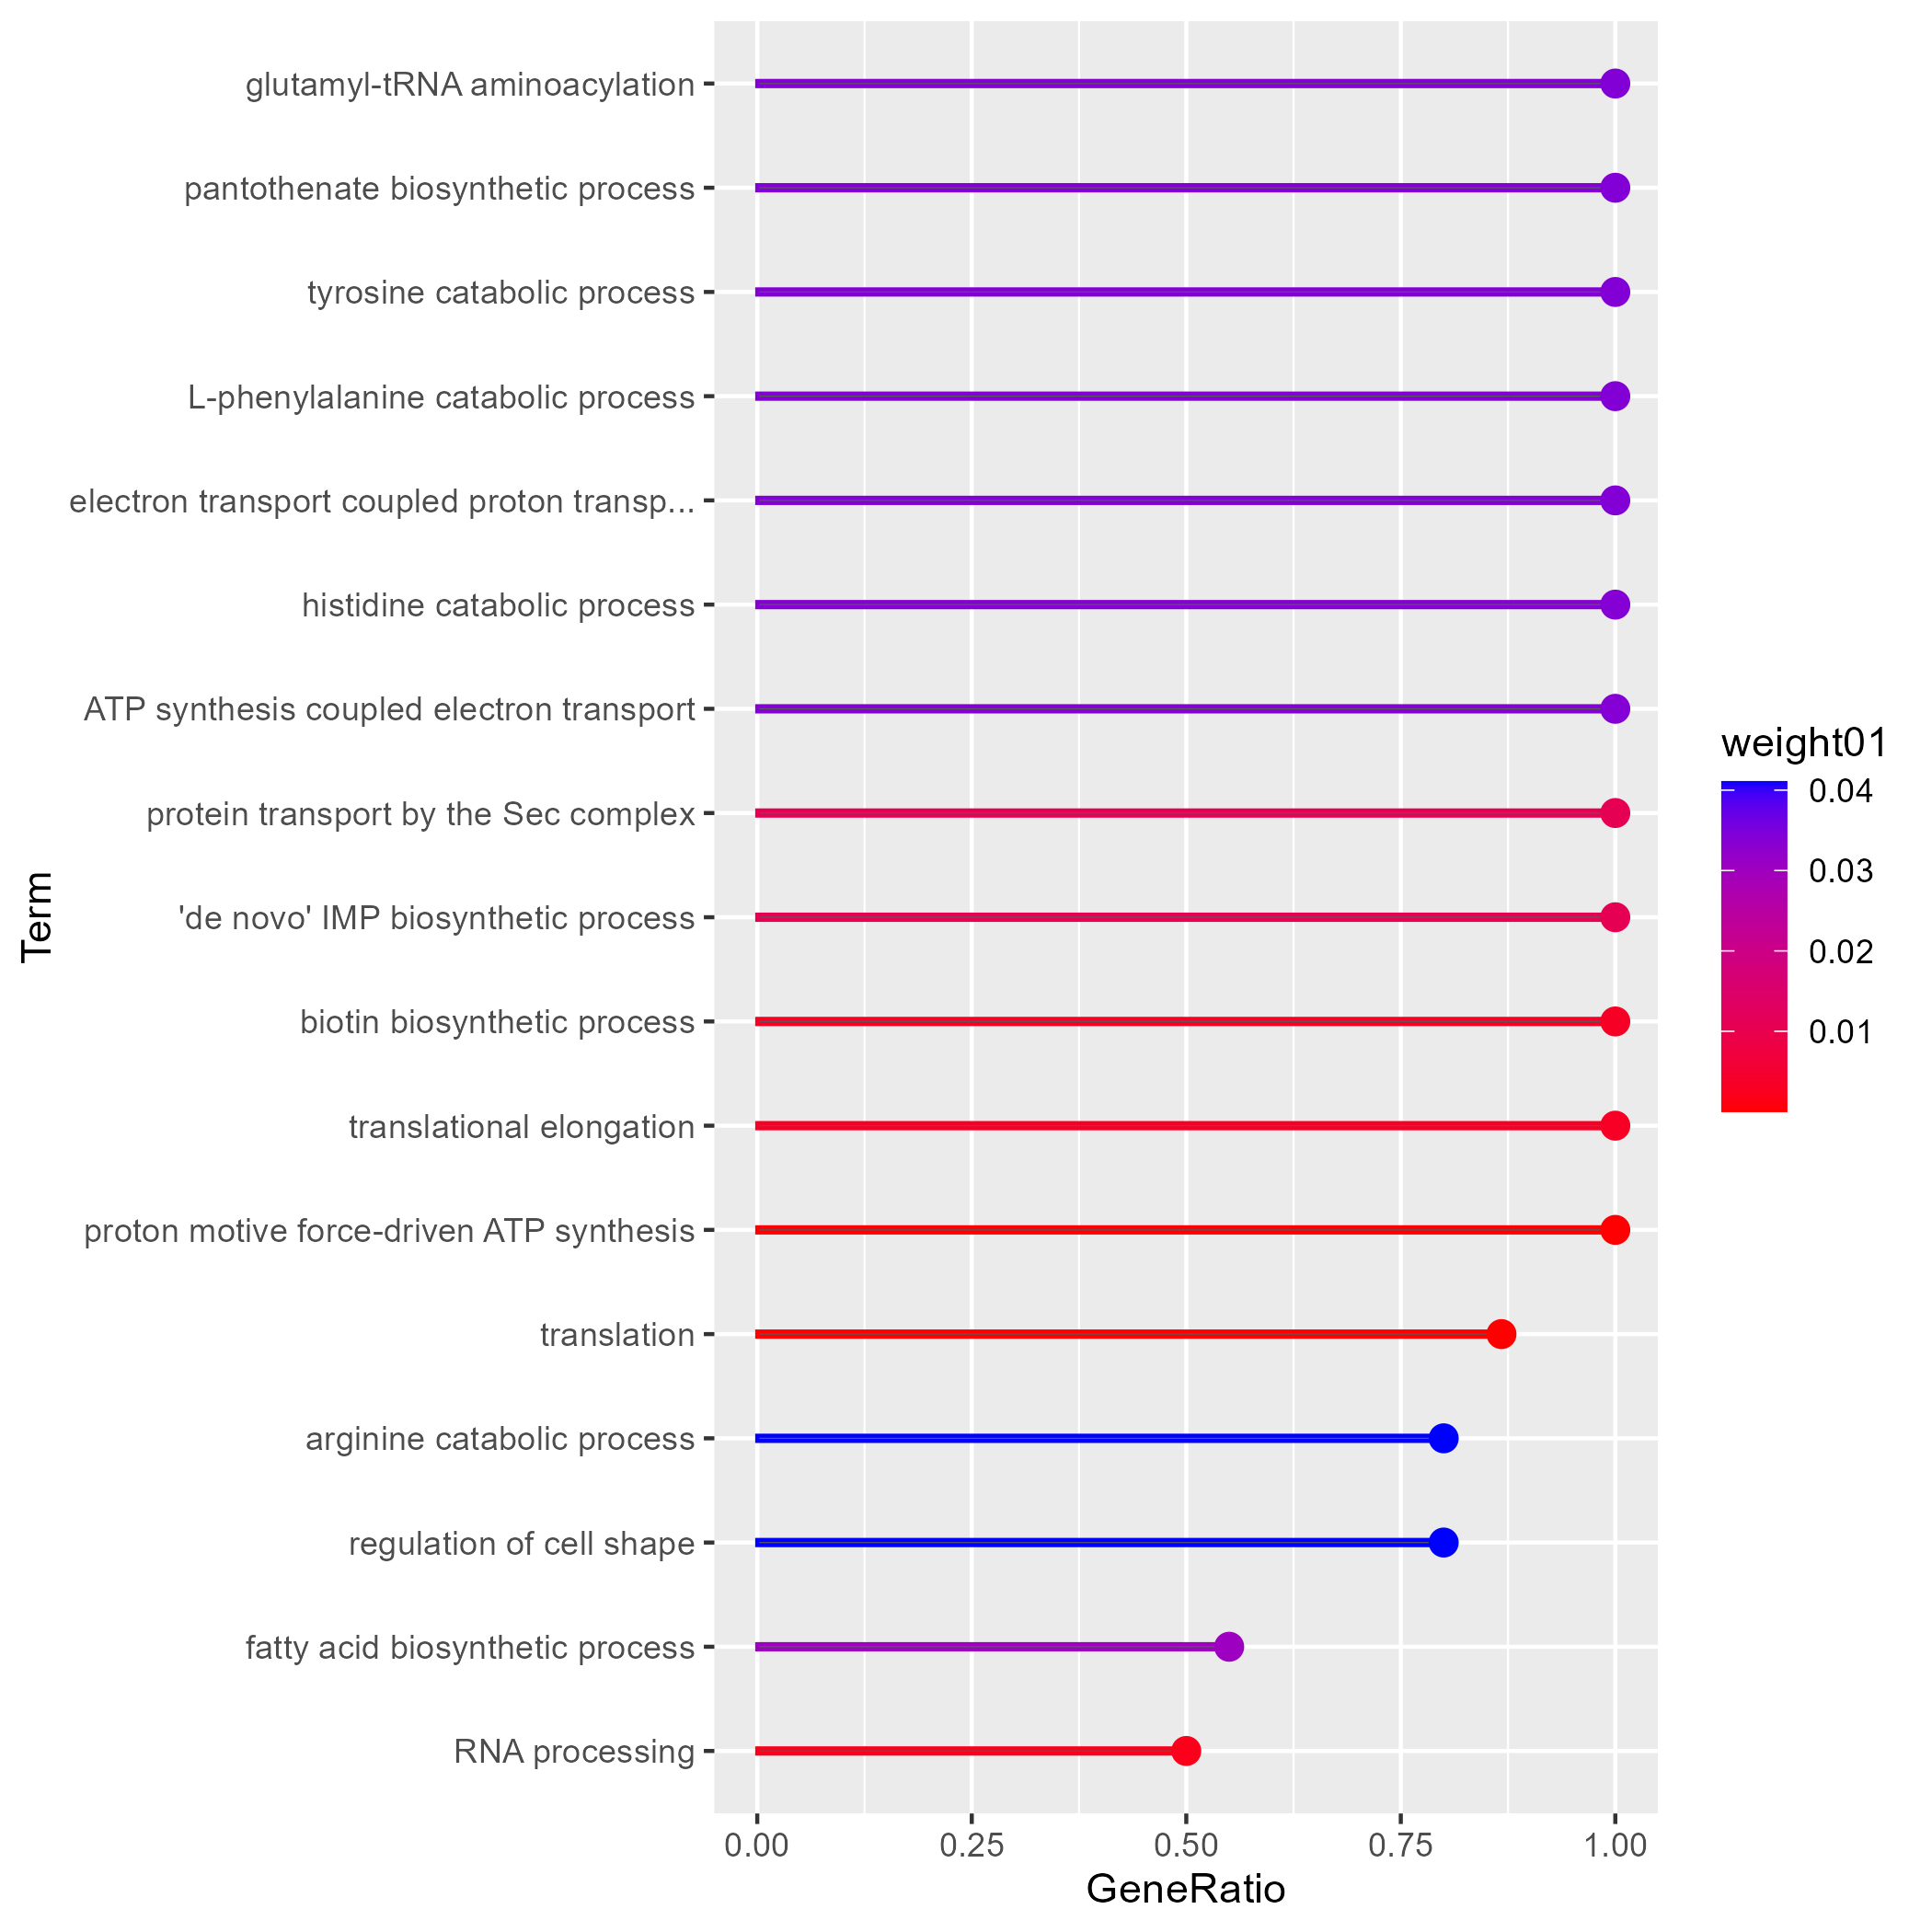 glutamyl-tRNA aminoacylation
pantothenate biosynthetic process
tyrosine catabolic process
L-phenylalanine catabolic process
electron transport coupled proton transp...
histidine catabolic process
ATP synthesis coupled electron transport
protein transport by the Sec complex
'de novo' IMP biosynthetic process
biotin biosynthetic process
translational elongation
proton motive force-driven ATP synthesis
translation
arginine catabolic process
regulation of cell shape
fatty acid biosynthetic process
RNA processing
Term
0.00 0.25 0.50 0.75 1.00
GeneRatio
weight01
0.04
0.03
0.02
0.01